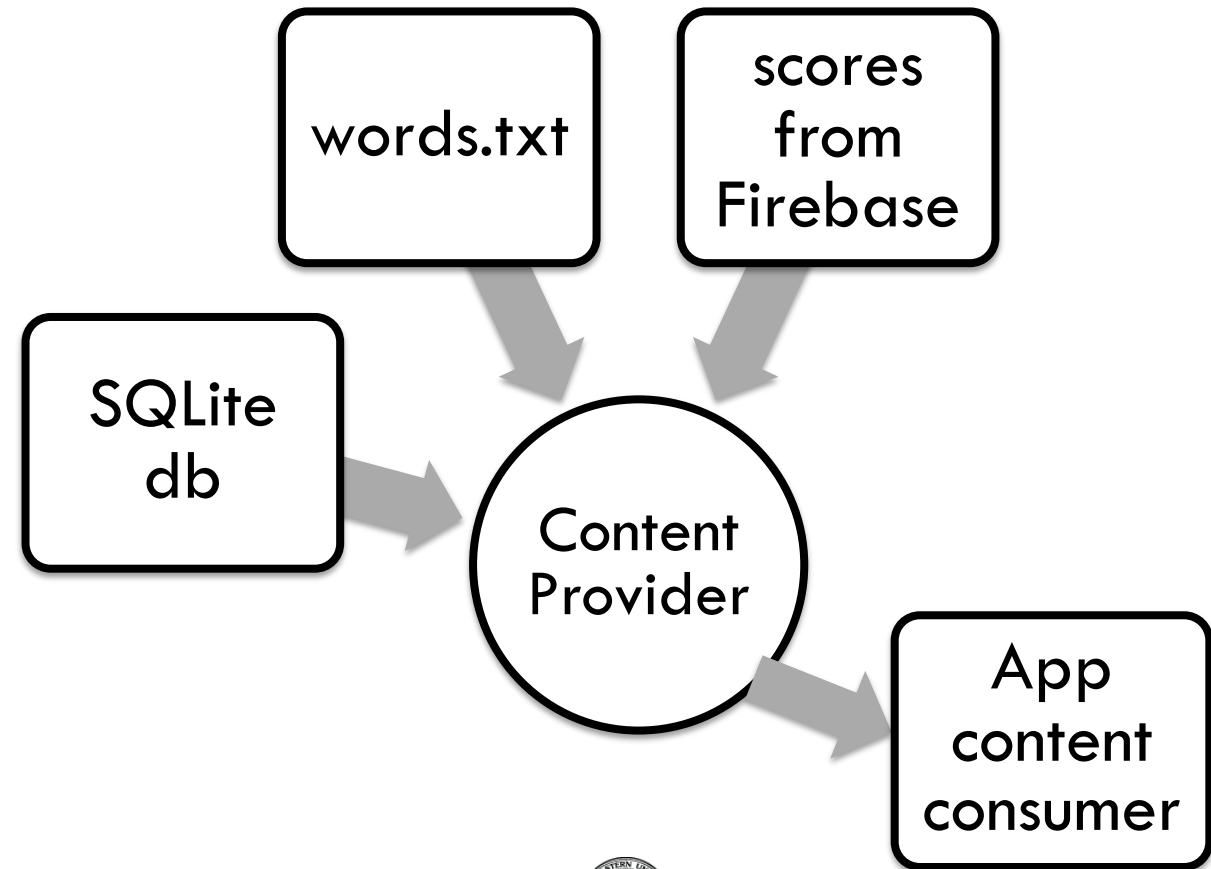 words.txt
scores
from
Firebase
SQLite
db
Content
Provider
App
content
consumer